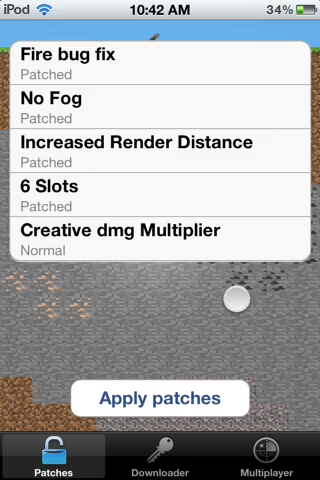 iPod 10:42 AM 34%
Fire bug fix
Patched
No Fog
Patched
Increased Render Distance
Patched
6 Slots
Patched
Creative dmg Multiplier
Normal
Apply patches
Patches Downloader Multiplayer